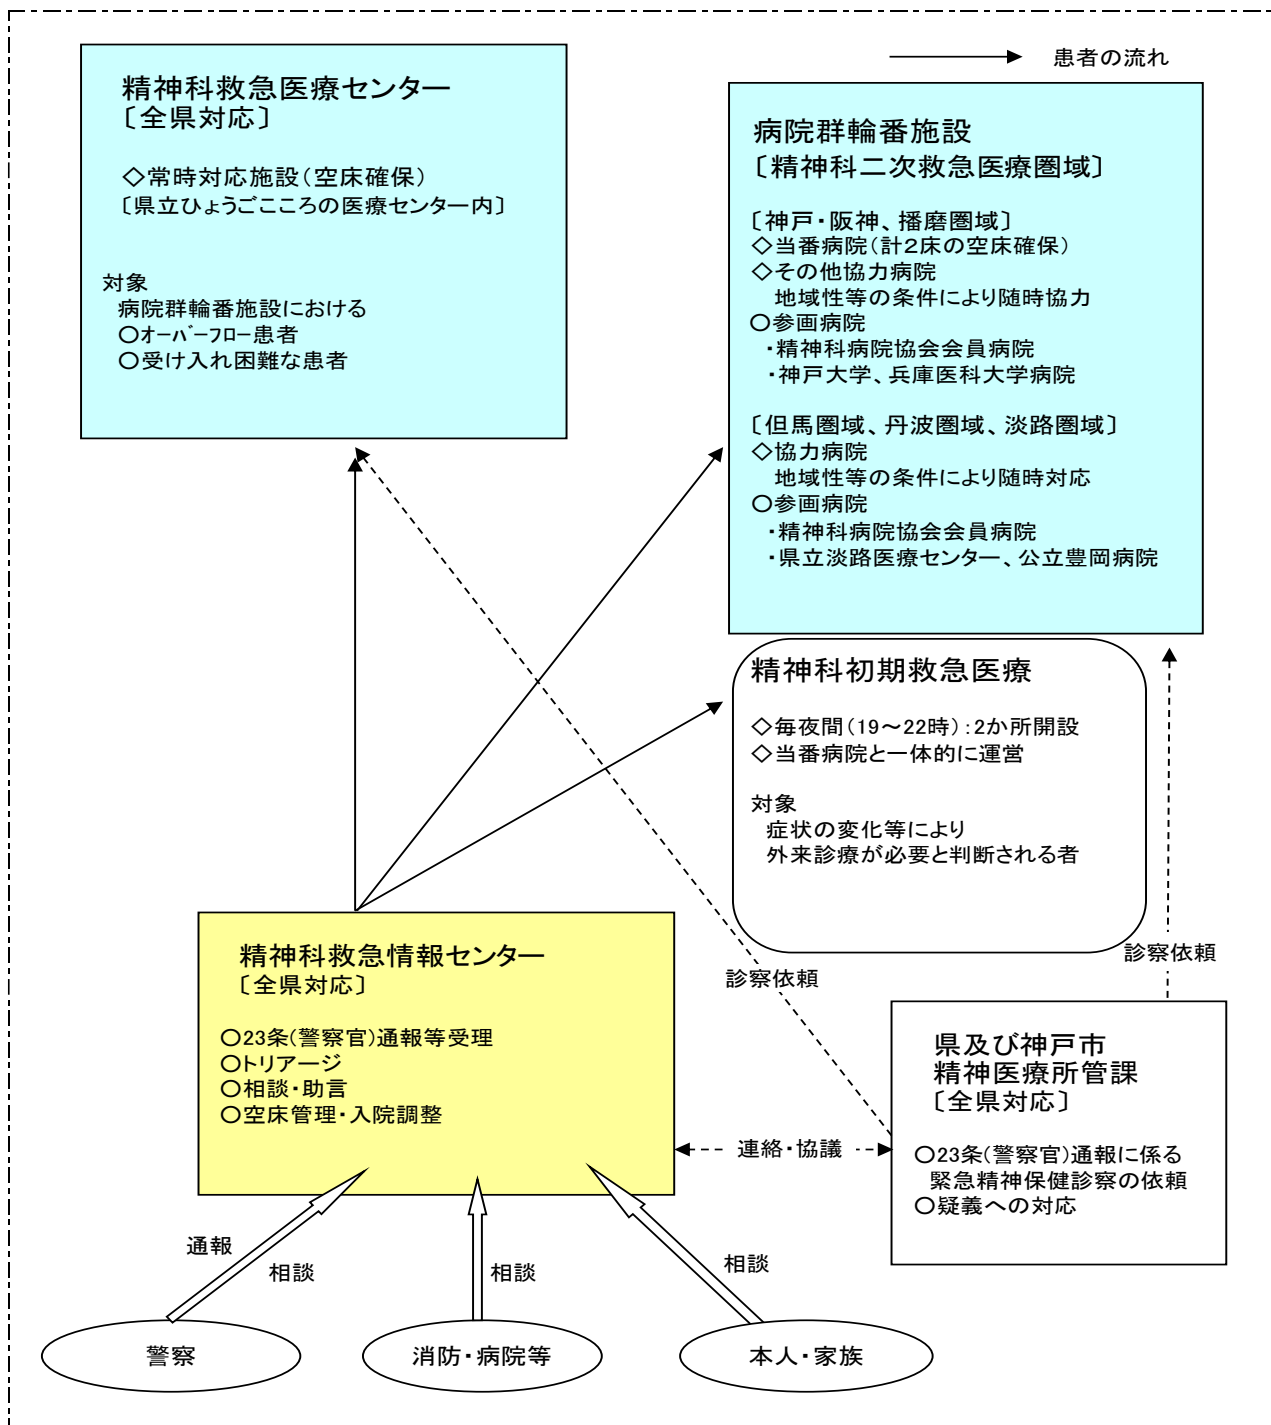 精神科救急医療センター
〔全県対応〕
◇常時対応施設（空床確保）
〔県立ひょうごこころの医療センター内〕
対象
病院群輪番施設における
○オーバーフロー患者
○受け入れ困難な患者
患者の流れ
病院群輪番施設
〔精神科二次救急医療圏域〕
〔神戸・阪神、播磨圏域〕
◇当番病院（計２床の空床確保）
◇その他協力病院
地域性等の条件により随時協力
○参画病院
・精神科病院協会会員病院
・神戸大学、兵庫医科大学病院
〔但馬圏域、丹波圏域、淡路圏域〕
◇協力病院
地域性等の条件により随時対応
○参画病院
・精神科病院協会会員病院
・県立淡路医療センター、公立豊岡病院
精神科初期救急医療
◇毎夜間（19～22時）：2か所開設
◇当番病院と一体的に運営
対象
症状の変化等により
外来診療が必要と判断される者
精神科救急情報センター
〔全県対応〕
○23条（警察官）通報等受理
○トリアージ
○相談・助言
○空床管理・入院調整
診察依頼
診察依頼
県及び神戸市
精神医療所管課
〔全県対応〕
○23条（警察官）通報に係る
緊急精神保健診察の依頼
○疑義への対応
連絡・協議
通報
相談
相談
相談
警察
消防・病院等
本人・家族